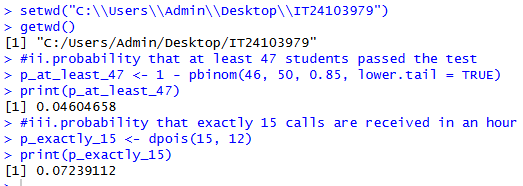 > setwd("C:\\Users\\Admin\\Desktop\\IT24103979")
> getwd()
[1] "C:/Users/Admin/Desktop/IT24103979"
> #ii.probability that at least 47 students passed the test
> p_at_least_47 <- 1 - pbinom(46, 50, 0.85, lower.tail = TRUE)
> print(p_at_least_47)
[1] 0.04604658
> #iii.probability that exactly 15 calls are received in an hour
> p_exactly_15 <- dpois(15, 12)
> print(p_exactly_15)
[1] 0.07239112
>